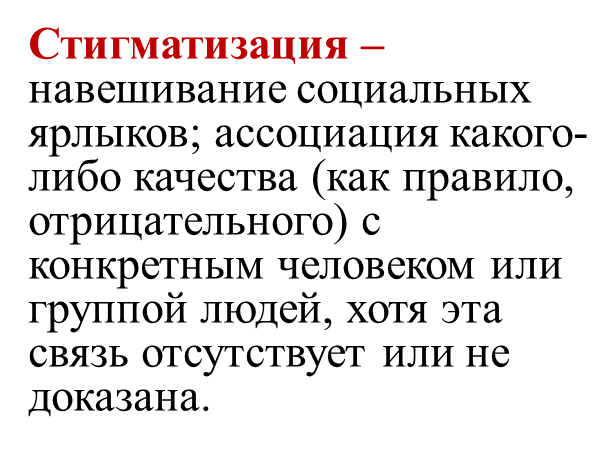 Стигматизация –
навешивание социальных
ярлыков; ассоциация какого-
либо качества (как правило,
отрицательного) с
конкретным человеком или
группой людей, хотя эта
связь отсутствует или не
доказана.